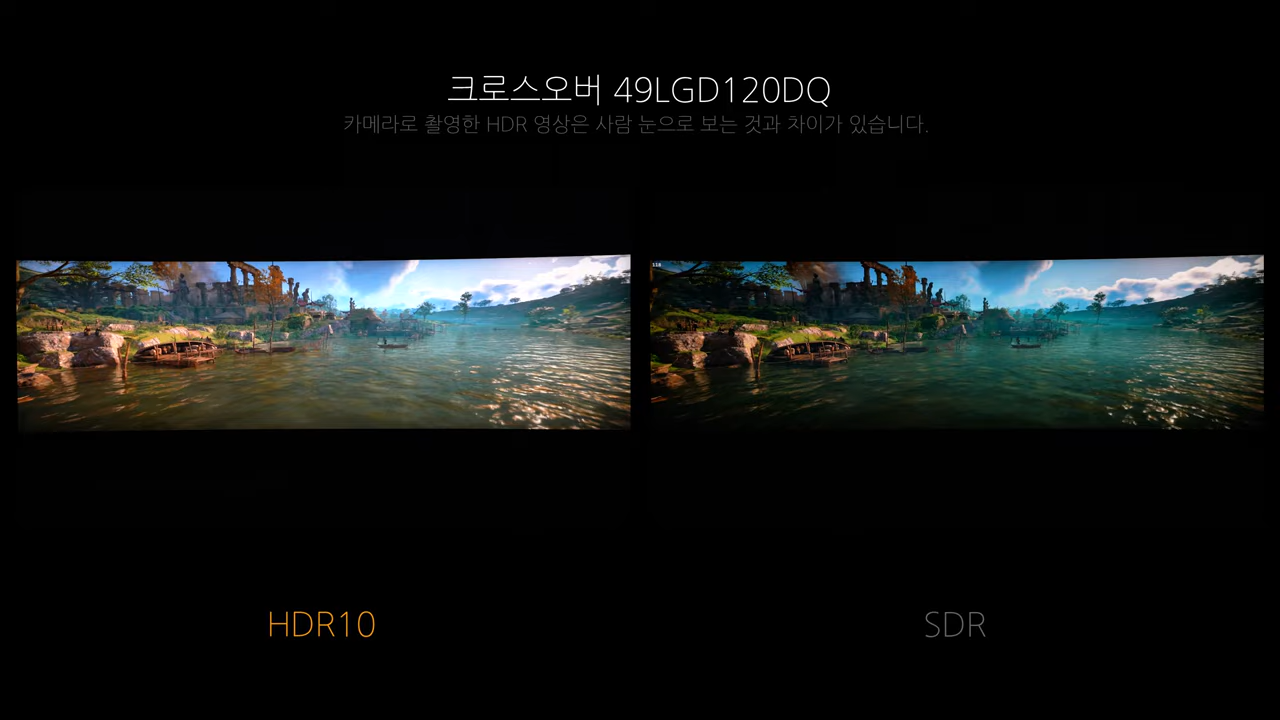 크로스오버 49LGD120DQ
카메라로 촬영한 HDR 영상은 사람 눈으로 보는 것과 차이가 있습니다.
118
HDR10
SDR